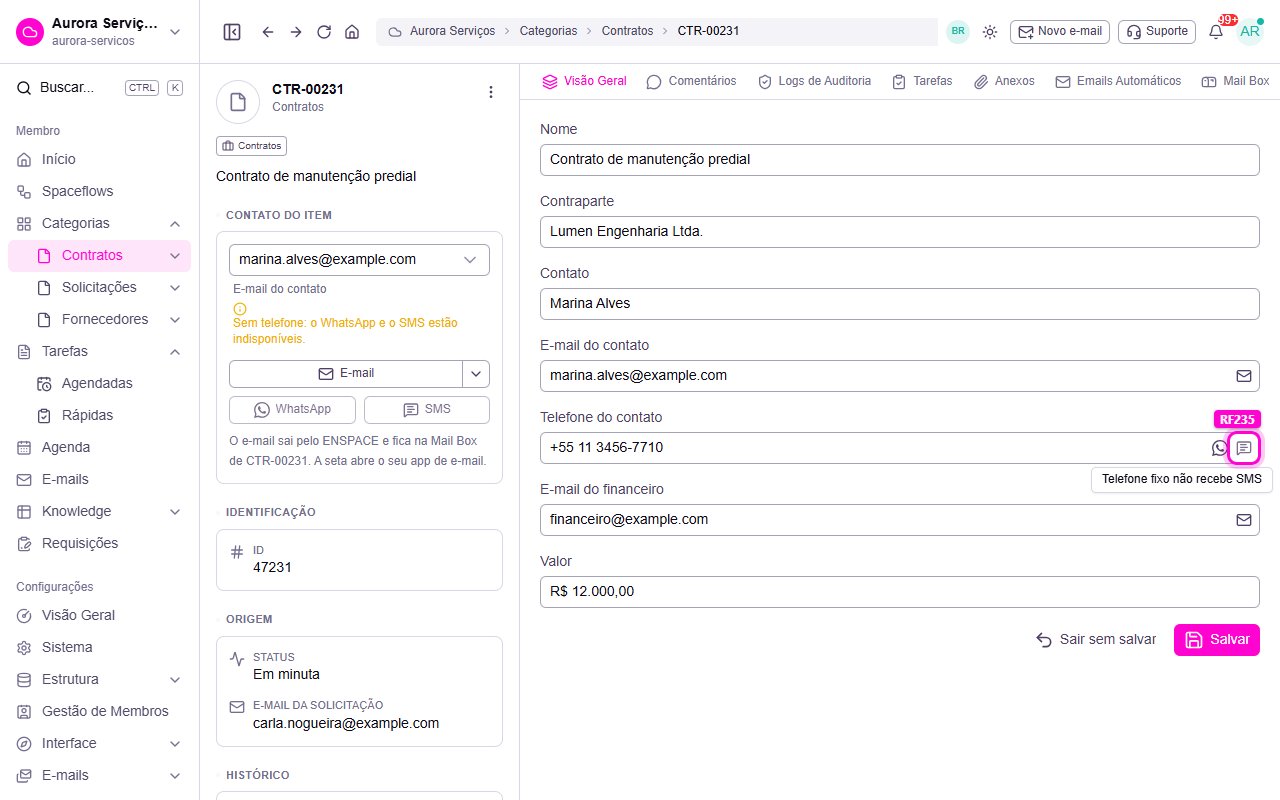 Aurora Serviç...
aurora-servicos
Aurora Serviços
Categorias
Contratos
CTR-00231
BR
Novo e-mail
Suporte
99+
AR
Buscar...
CTRL
K
Membro
Início
Spaceflows
Categorias
Contratos
Solicitações
Fornecedores
Tarefas
Agendadas
Rápidas
Agenda
E-mails
Knowledge
Requisições
Configurações
Visão Geral
Sistema
Estrutura
Gestão de Membros
Interface
E-mails
CTR-00231
Contratos
Contratos
Contrato de manutenção predial
CONTATO DO ITEM
marina.alves@example.com
E-mail do contato
Sem telefone: o WhatsApp e o SMS estão
indisponíveis.
E-mail
WhatsApp
SMS
O e-mail sai pelo ENSPACE e fica na Mail Box
de CTR-00231. A seta abre o seu app de e-mail.
IDENTIFICAÇÃO
ID
47231
ORIGEM
STATUS
Em minuta
E-MAIL DA SOLICITAÇÃO
carla.nogueira@example.com
HISTÓRICO
Visão Geral
Comentários
Logs de Auditoria
Tarefas
Anexos
Emails Automáticos
Mail Box
Nome
Contrato de manutenção predial
Contraparte
Lumen Engenharia Ltda.
Contato
Marina Alves
E-mail do contato
marina.alves@example.com
Telefone do contato
RF235
+55 11 3456-7710
Telefone fixo não recebe SMS
E-mail do financeiro
financeiro@example.com
Valor
R$ 12.000,00
Sair sem salvar
Salvar